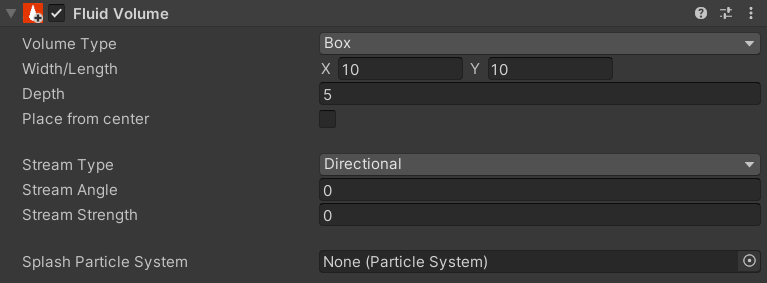 Fluid Volume
Volume Type Box
Width/Length X 10 Y 10
Depth 5
Place from center
Stream Type Directional
Stream Angle 0
Stream Strength 0
Splash Particle System None (Particle System)